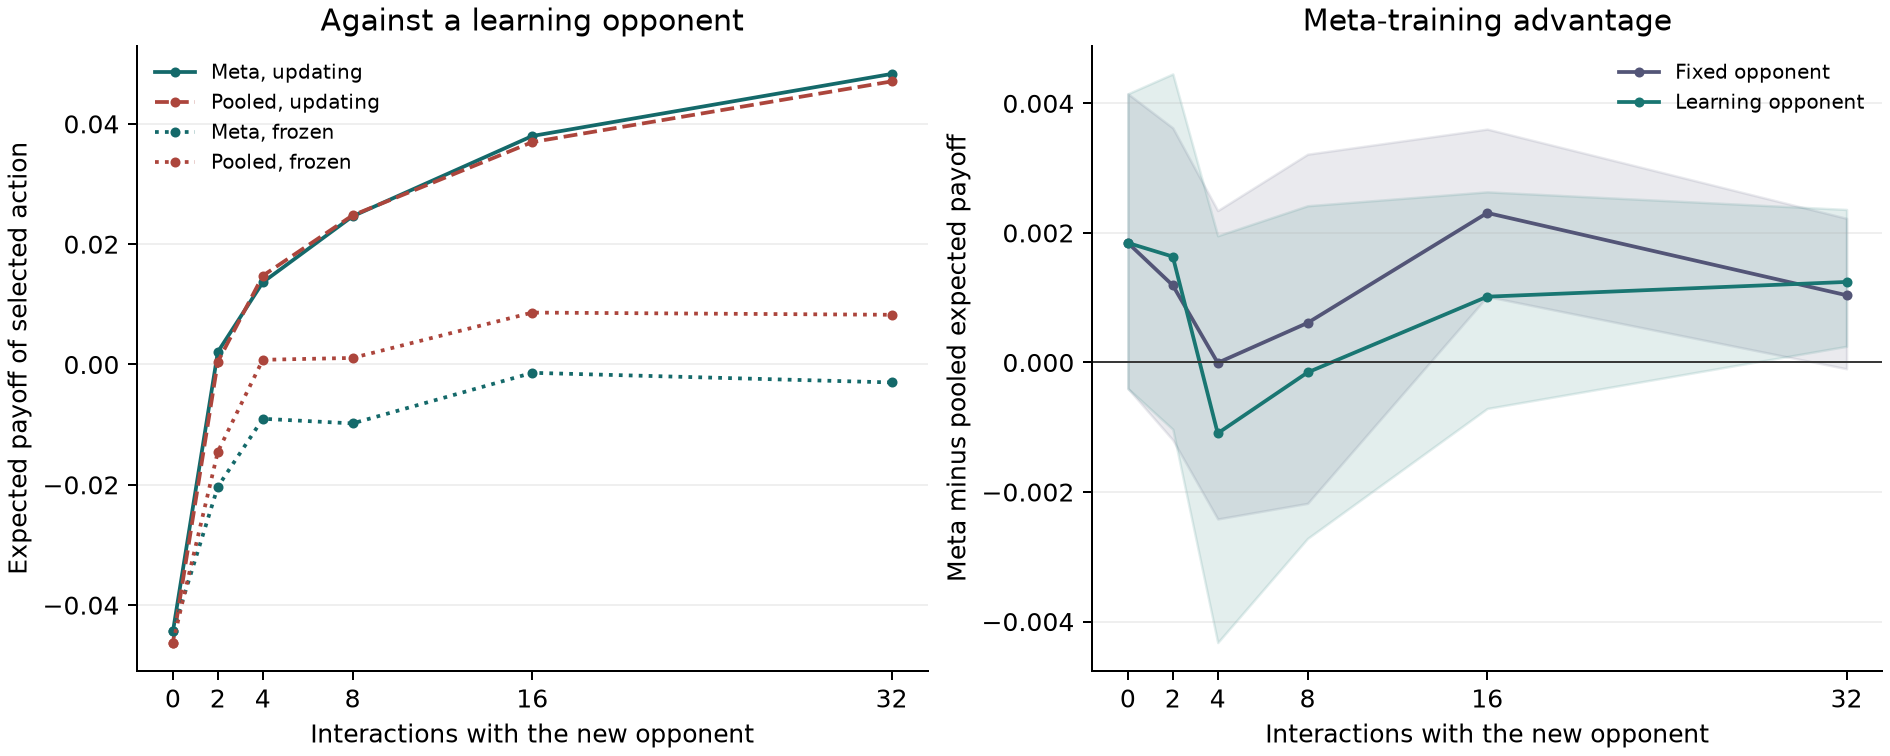 Against a learning opponent
Meta, updating
Pooled, updating
Meta, frozen
Pooled, frozen
Expected payoff of selected action
0.04
0.02
0.00
−0.02
−0.04
0 2 4 8 16 32
Interactions with the new opponent
Meta-training advantage
Fixed opponent
Learning opponent
Meta minus pooled expected payoff
0.004
0.002
0.000
−0.002
−0.004
0 2 4 8 16 32
Interactions with the new opponent